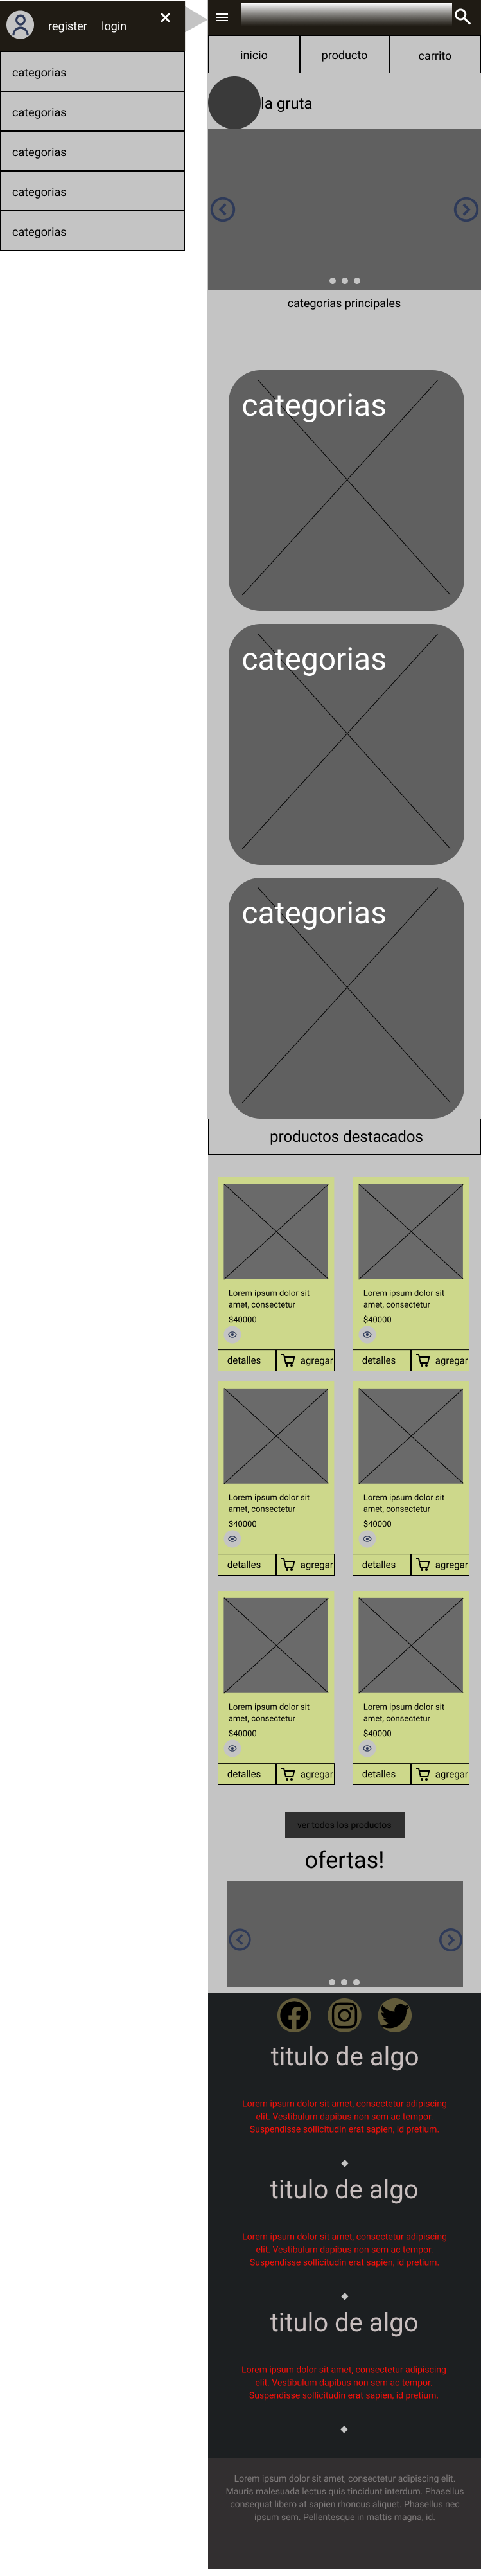 register login
categorias
categorias
categorias
categorias
categorias
inicio producto carrito
la gruta
categorias principales
categorias
categorias
categorias
productos destacados
Lorem ipsum dolor sit
amet, consectetur
$40000
detalles agregar
Lorem ipsum dolor sit
amet, consectetur
$40000
detalles agregar
Lorem ipsum dolor sit
amet, consectetur
$40000
detalles agregar
Lorem ipsum dolor sit
amet, consectetur
$40000
detalles agregar
Lorem ipsum dolor sit
amet, consectetur
$40000
detalles agregar
Lorem ipsum dolor sit
amet, consectetur
$40000
detalles agregar
ver todos los productos
ofertas!
titulo de algo
Lorem ipsum dolor sit amet, consectetur adipiscing
elit. Vestibulum dapibus non sem ac tempor.
Suspendisse sollicitudin erat sapien, id pretium.
titulo de algo
Lorem ipsum dolor sit amet, consectetur adipiscing
elit. Vestibulum dapibus non sem ac tempor.
Suspendisse sollicitudin erat sapien, id pretium.
titulo de algo
Lorem ipsum dolor sit amet, consectetur adipiscing
elit. Vestibulum dapibus non sem ac tempor.
Suspendisse sollicitudin erat sapien, id pretium.
Lorem ipsum dolor sit amet, consectetur adipiscing elit.
Mauris malesuada lectus quis tincidunt interdum. Phasellus
consequat libero at sapien rhoncus aliquet. Phasellus nec
ipsum sem. Pellentesque in mattis magna, id.